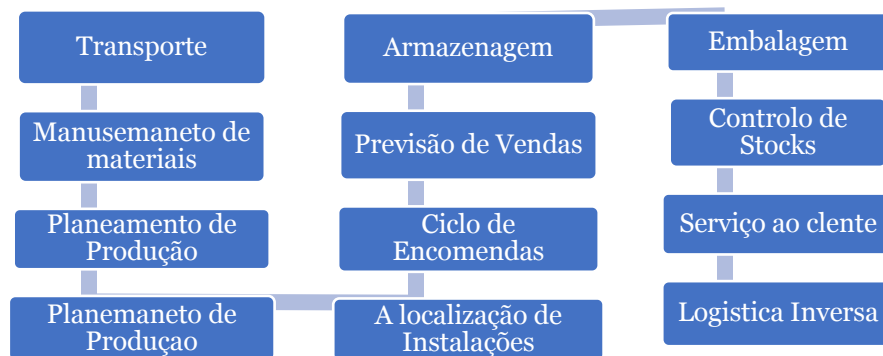 Transporte
Manusemaneto de
materiais
Planeamento de
Produção
Planemaneto de
Produçao
A localização de
Instalações
Ciclo de
Encomendas
Previsão de Vendas
Armazenagem
Embalagem
Controlo de
Stocks
Serviço ao clente
Logistica Inversa